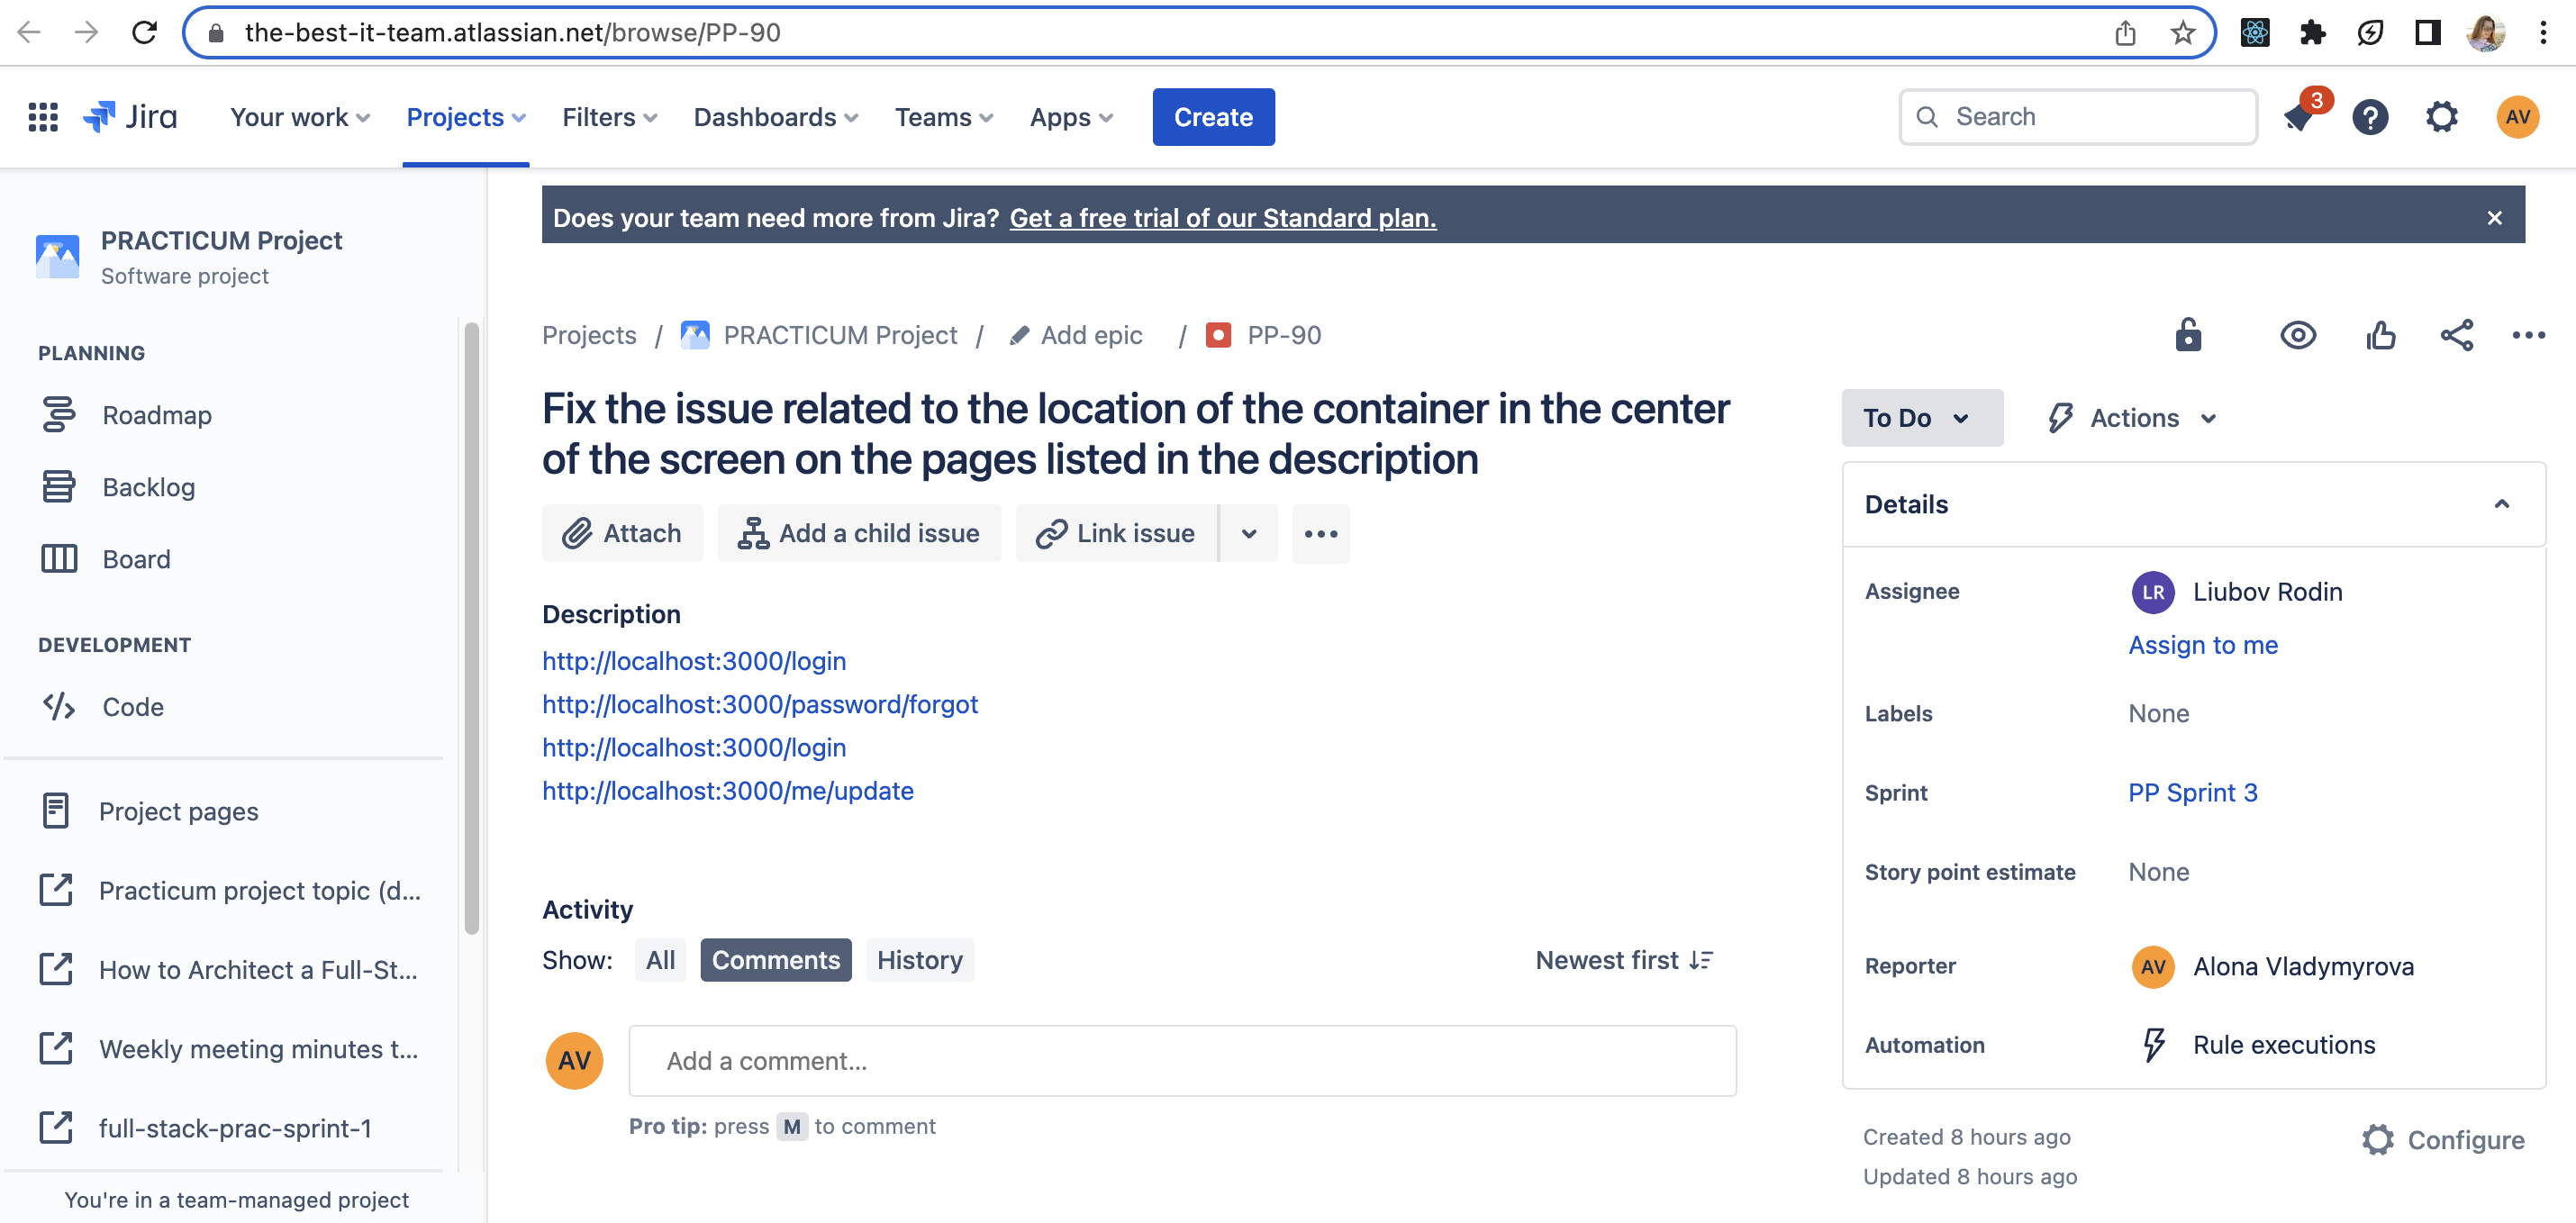 the-best-it-team.atlassian.net/browse/PP-90
Jira
Your work
Projects
Filters
Dashboards
Teams
Apps
Create
Search
3
AV
PRACTICUM Project
Software project
PLANNING
Roadmap
Backlog
Board
DEVELOPMENT
Code
Project pages
Practicum project topic (d...
How to Architect a Full-St...
Weekly meeting minutes t...
full-stack-prac-sprint-1
You're in a team-managed project
Does your team need more from Jira? Get a free trial of our Standard plan.
Projects / PRACTICUM Project / Add epic / PP-90
Fix the issue related to the location of the container in the center
of the screen on the pages listed in the description
Attach
Add a child issue
Link issue
Description
http://localhost:3000/login
http://localhost:3000/password/forgot
http://localhost:3000/login
http://localhost:3000/me/update
Activity
Show: All Comments History
Newest first
AV
Add a comment...
Pro tip: press M to comment
To Do
Actions
Details
Assignee
LR Liubov Rodin
Assign to me
Labels
None
Sprint
PP Sprint 3
Story point estimate
None
Reporter
AV Alona Vladymyrova
Automation
Rule executions
Created 8 hours ago
Updated 8 hours ago
Configure